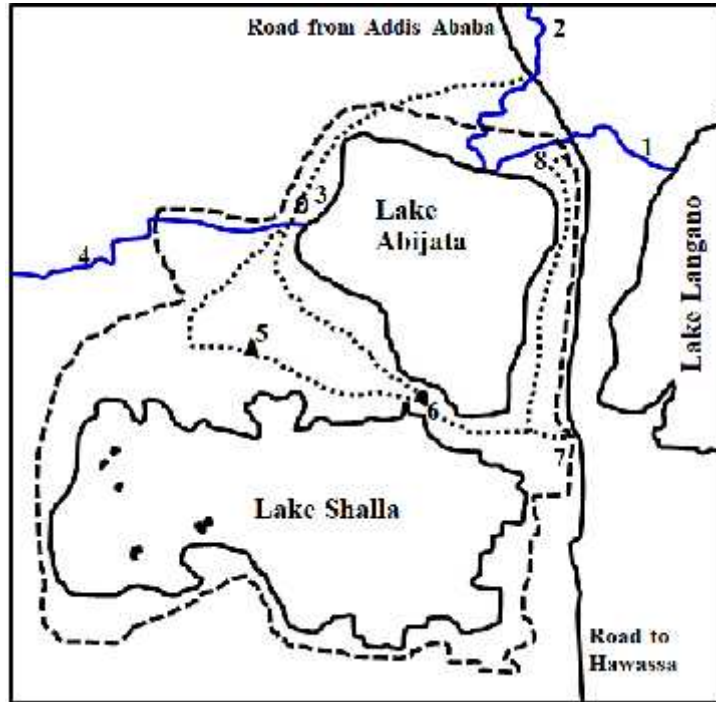 Road from Addis Ababa
2
1
8
3
Lake
Abijata
4
Lake Langano
5
6
7
Lake Shalla
Road to
Hawassa